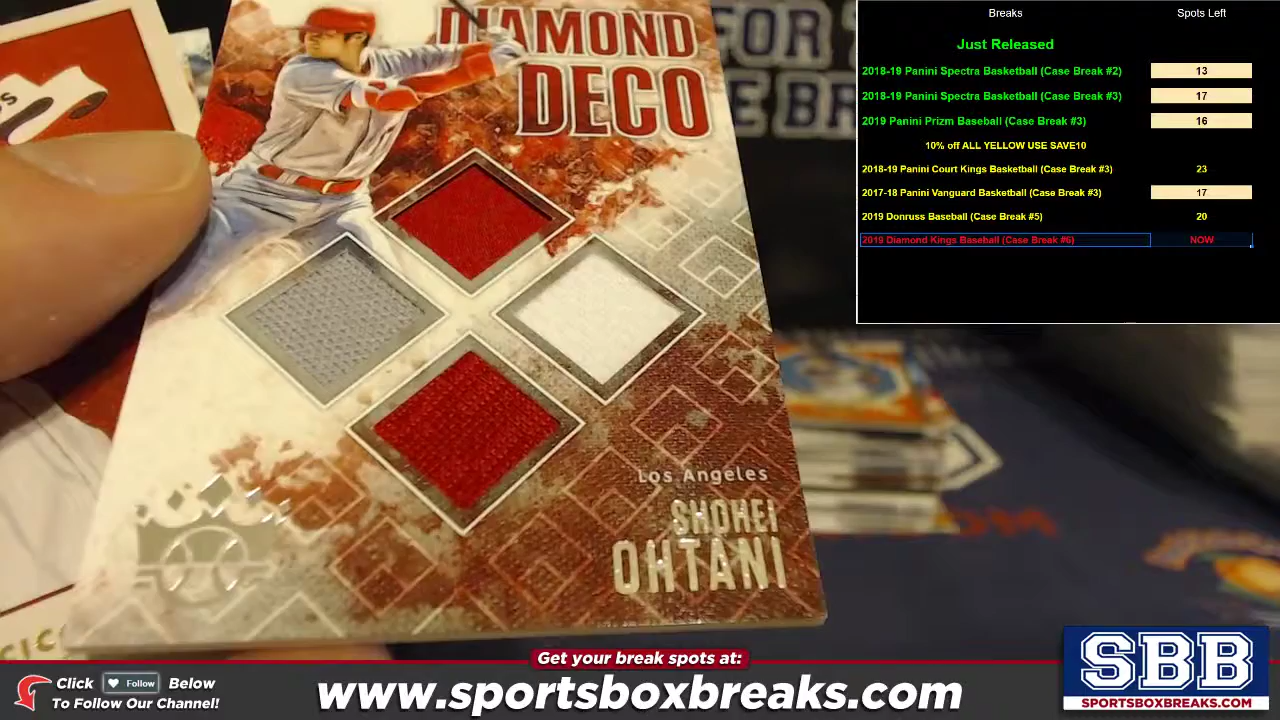 DIAMOND
DECO
Los Angeles
SHOHEI
OHTANI
FOR
E BR
Breaks Spots Left
Just Released
2018-19 Panini Spectra Basketball (Case Break #2) 13
2018-19 Panini Spectra Basketball (Case Break #3) 17
2019 Panini Prizm Baseball (Case Break #3) 16
10% off ALL YELLOW USE SAVE10
2018-19 Panini Court Kings Basketball (Case Break #3) 23
2017-18 Panini Vanguard Basketball (Case Break #3) 17
2019 Donruss Baseball (Case Break #5) 20
2019 Diamond Kings Baseball (Case Break #6) NOW
Get your break spots at:
Click Follow Below
To Follow Our Channel!
www.sportsboxbreaks.com
SBB
SPORTSBOXBREAKS.COM